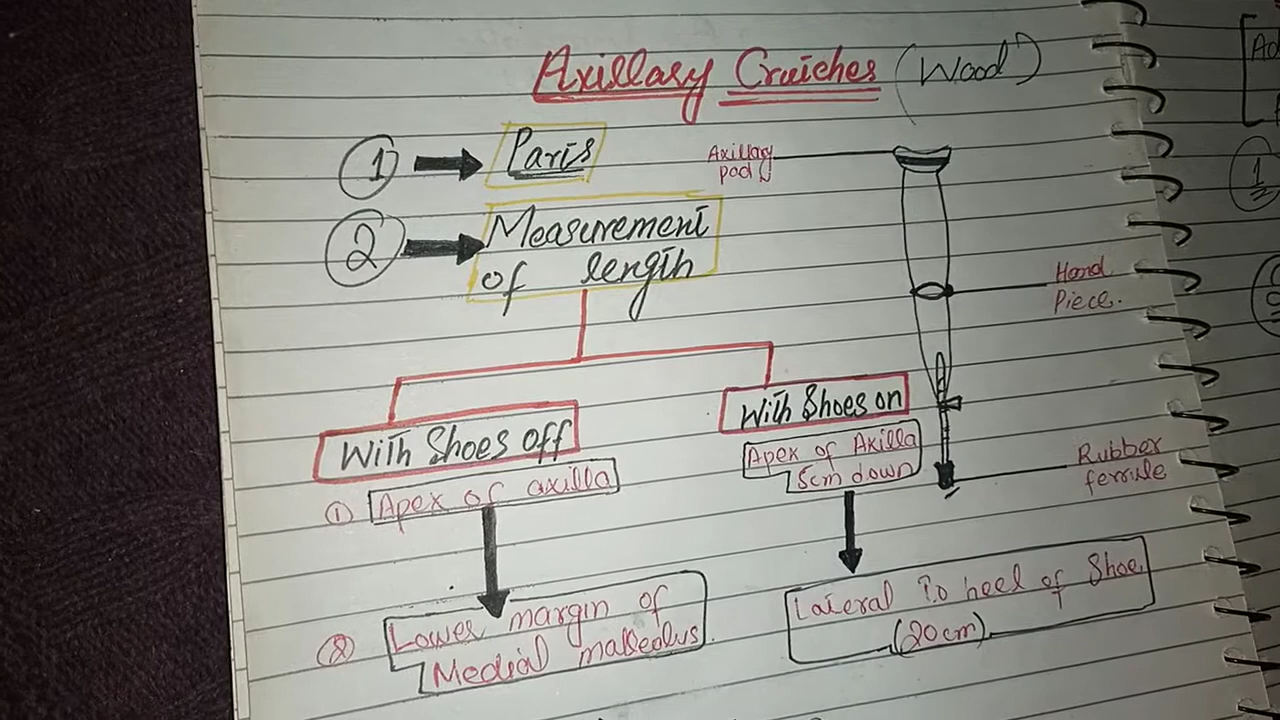 Axillary Crutches (Wood)
1 Parts
Axillary
pad
2 Measurement
of length
Hand
Piece.
With Shoes off
With Shoes on
① Apex of axilla
Apex of Axilla
5cm down
Rubber
ferrule
② Lower margin of
Medial malleolus.
Lateral to heel of Shoe
(20cm)
1